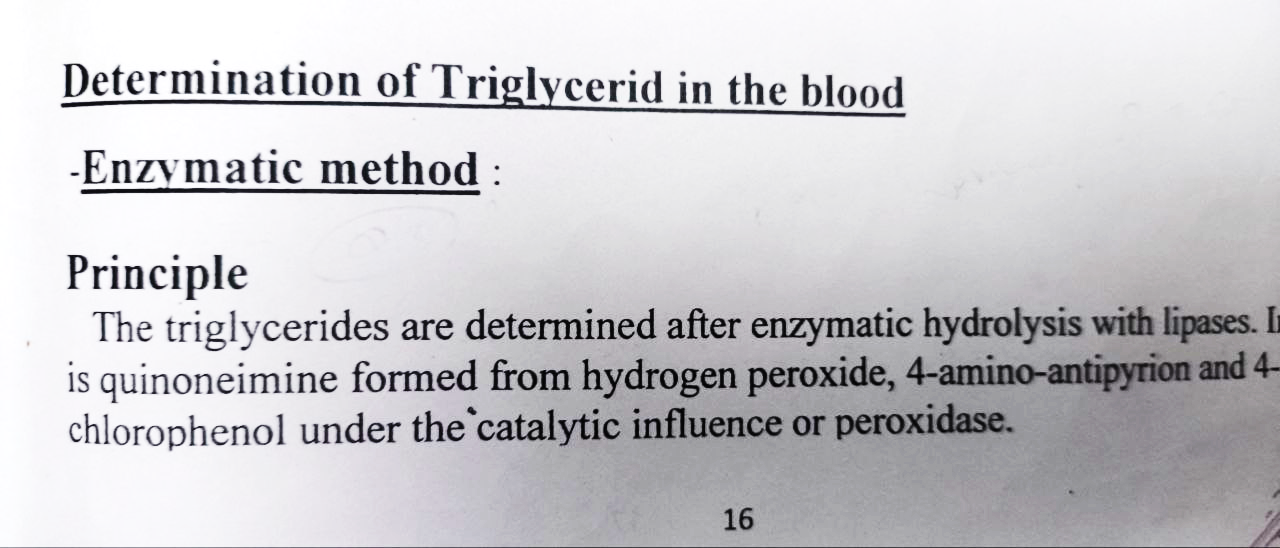 Determination of Triglycerid in the blood
-Enzymatic method :
Principle
The triglycerides are determined after enzymatic hydrolysis with lipases.
is quinoneimine formed from hydrogen peroxide, 4-amino-antipyrion and 4-
chlorophenol under the catalytic influence or peroxidase.
16